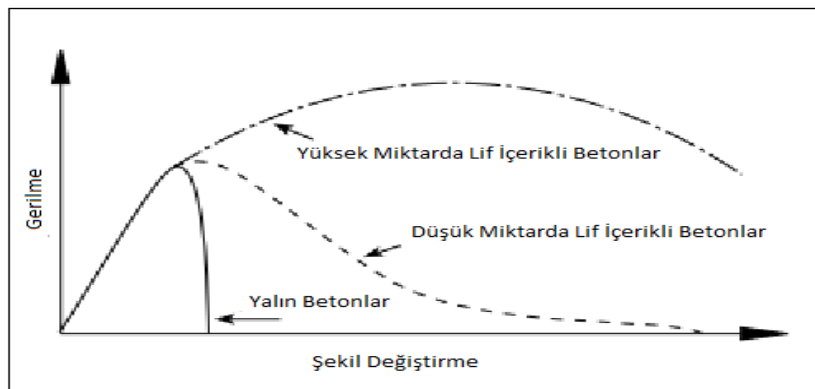 Yüksek Miktarda Lif İçerikli Betonlar
Gerilme
Düşük Miktarda Lif İçerikli Betonlar
Yalın Betonlar
Şekil Değiştirme